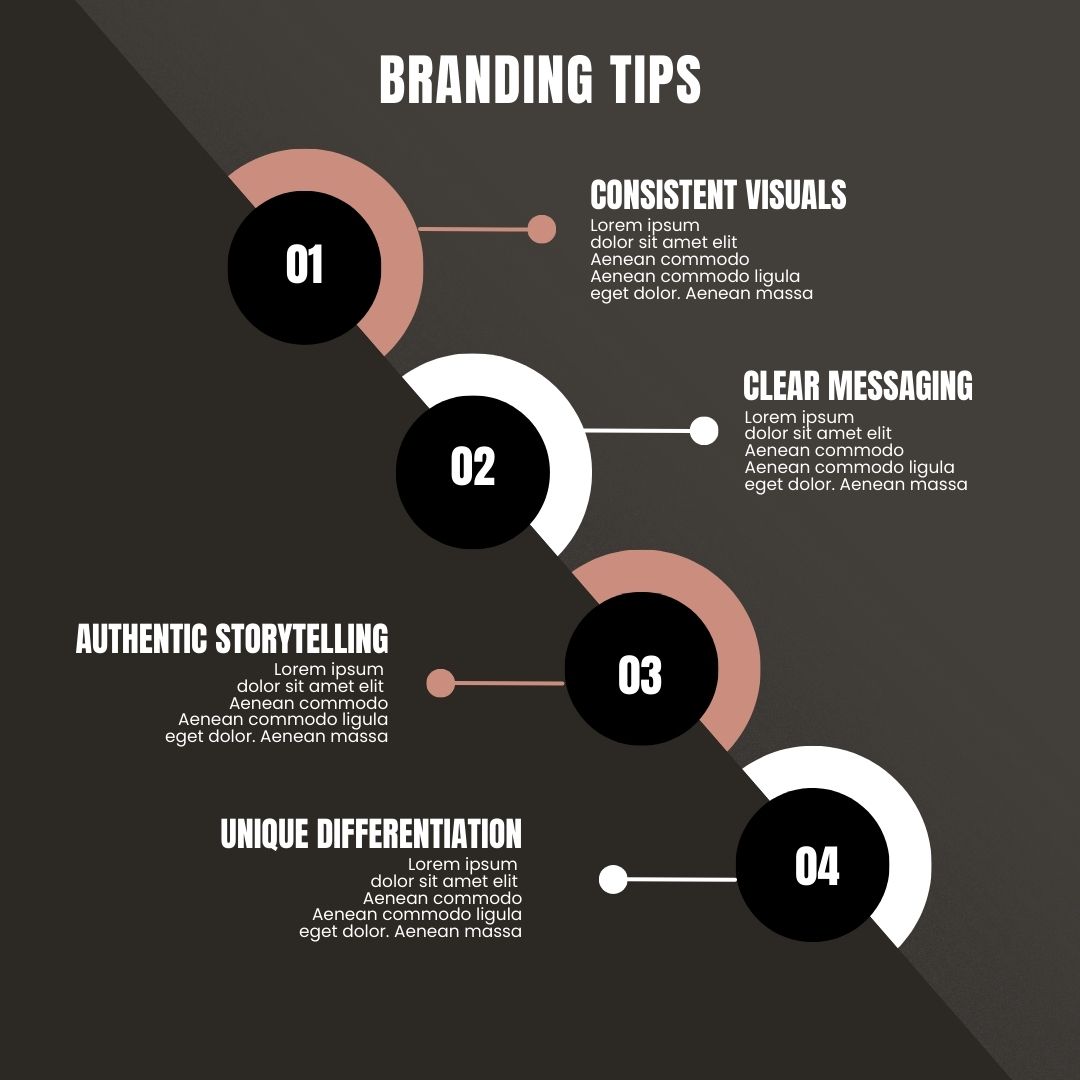 BRANDING TIPS
01
CONSISTENT VISUALS
Lorem ipsum
dolor sit amet elit
Aenean commodo
Aenean commodo ligula
eget dolor. Aenean massa
02
CLEAR MESSAGING
Lorem ipsum
dolor sit amet elit
Aenean commodo
Aenean commodo ligula
eget dolor. Aenean massa
03
AUTHENTIC STORYTELLING
Lorem ipsum
dolor sit amet elit
Aenean commodo
Aenean commodo ligula
eget dolor. Aenean massa
04
UNIQUE DIFFERENTIATION
Lorem ipsum
dolor sit amet elit
Aenean commodo
Aenean commodo ligula
eget dolor. Aenean massa